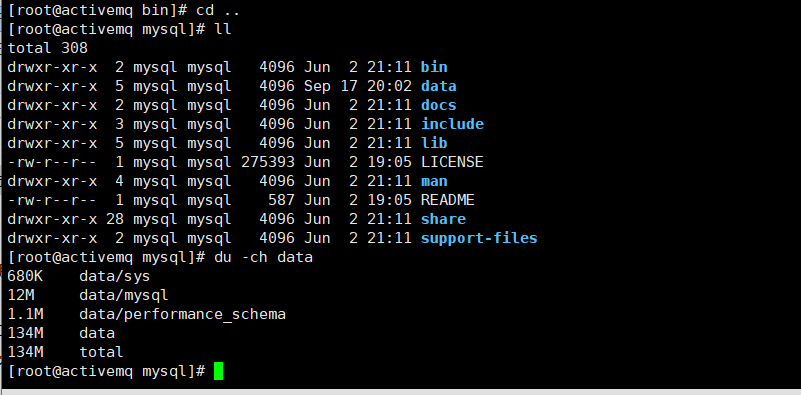 [root@activemq bin]# cd ..
[root@activemq mysql]# ll
total 308
drwxr-xr-x  2 mysql mysql   4096 Jun  2 21:11 bin
drwxr-xr-x  5 mysql mysql   4096 Sep 17 20:02 data
drwxr-xr-x  2 mysql mysql   4096 Jun  2 21:11 docs
drwxr-xr-x  3 mysql mysql   4096 Jun  2 21:11 include
drwxr-xr-x  5 mysql mysql   4096 Jun  2 21:11 lib
-rw-r--r--  1 mysql mysql 275393 Jun  2 19:05 LICENSE
drwxr-xr-x  4 mysql mysql   4096 Jun  2 21:11 man
-rw-r--r--  1 mysql mysql    587 Jun  2 19:05 README
drwxr-xr-x 28 mysql mysql   4096 Jun  2 21:11 share
drwxr-xr-x  2 mysql mysql   4096 Jun  2 21:11 support-files
[root@activemq mysql]# du -ch data
680K    data/sys
12M     data/mysql
1.1M    data/performance_schema
134M    data
134M    total
[root@activemq mysql]#